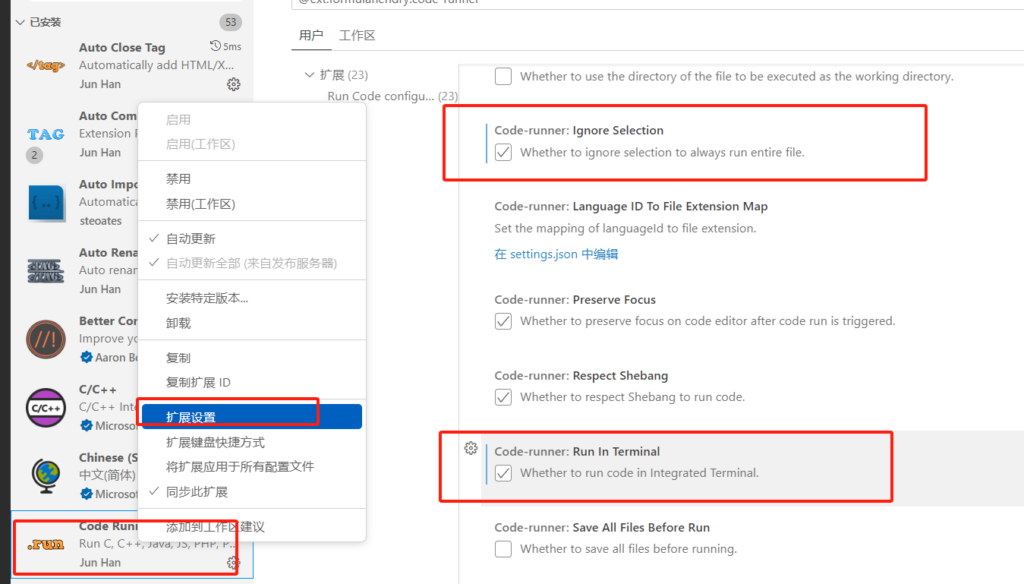 已安装
53
Auto Close Tag
5ms
</tag>
Automatically add HTML/X...
Jun Han
Auto Com
TAG
Extension P
2
Jun Han
Auto Impo
Automatica
steoates
Auto Rena
Auto renam
Jun Han
Better Cor
//!
Improve yo
Aaron Bo
C/C++
C/C++
C/C++ Inte
Microsof
Chinese (S
中文(简体)
Microsof
Code Runn
.run
Run C, C++, Java, JS, PHP, P...
Jun Han
启用
启用(工作区)
禁用
禁用(工作区)
自动更新
自动更新全部 (来自发布服务器)
安装特定版本...
卸载
复制
复制扩展 ID
扩展设置
扩展键盘快捷方式
将扩展应用于所有配置文件
同步此扩展
添加到工作区建议
@ext:formulahendry.code-runner
用户
工作区
扩展 (23)
Run Code configu... (23)
Whether to use the directory of the file to be executed as the working directory.
Code-runner: Ignore Selection
Whether to ignore selection to always run entire file.
Code-runner: Language ID To File Extension Map
Set the mapping of languageId to file extension.
在 settings.json 中编辑
Code-runner: Preserve Focus
Whether to preserve focus on code editor after code run is triggered.
Code-runner: Respect Shebang
Whether to respect Shebang to run code.
Code-runner: Run In Terminal
Whether to run code in Integrated Terminal.
Code-runner: Save All Files Before Run
Whether to save all files before running.